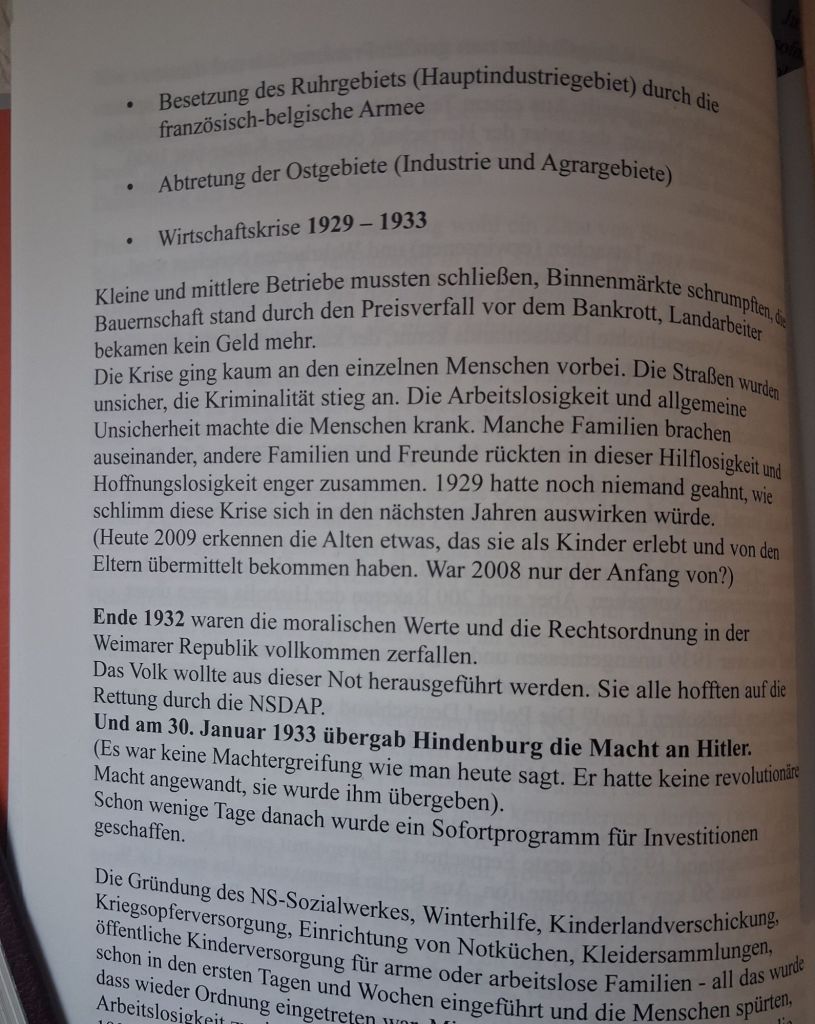 • Besetzung des Ruhrgebiets (Hauptindustriegebiet) durch die
französisch-belgische Armee
• Abtretung der Ostgebiete (Industrie und Agrargebiete)
• Wirtschaftskrise 1929 – 1933
Kleine und mittlere Betriebe mussten schließen, Binnenmärkte schrumpften, die
Bauernschaft stand durch den Preisverfall vor dem Bankrott, Landarbeiter
bekamen kein Geld mehr.
Die Krise ging kaum an den einzelnen Menschen vorbei. Die Straßen wurden
unsicher, die Kriminalität stieg an. Die Arbeitslosigkeit und allgemeine
Unsicherheit machte die Menschen krank. Manche Familien brachen
auseinander, andere Familien und Freunde rückten in dieser Hilflosigkeit und
Hoffnungslosigkeit enger zusammen. 1929 hatte noch niemand geahnt, wie
schlimm diese Krise sich in den nächsten Jahren auswirken würde.
(Heute 2009 erkennen die Alten etwas, das sie als Kinder erlebt und von den
Eltern übermittelt bekommen haben. War 2008 nur der Anfang von?)
Ende 1932 waren die moralischen Werte und die Rechtsordnung in der
Weimarer Republik vollkommen zerfallen.
Das Volk wollte aus dieser Not herausgeführt werden. Sie alle hofften auf die
Rettung durch die NSDAP.
Und am 30. Januar 1933 übergab Hindenburg die Macht an Hitler.
(Es war keine Machtergreifung wie man heute sagt. Er hatte keine revolutionäre
Macht angewandt, sie wurde ihm übergeben).
Schon wenige Tage danach wurde ein Sofortprogramm für Investitionen
geschaffen.
Die Gründung des NS-Sozialwerkes, Winterhilfe, Kinderlandverschickung,
Kriegsopferversorgung, Einrichtung von Notküchen, Kleidersammlungen,
öffentliche Kinderversorgung für arme oder arbeitslose Familien - all das wurde
schon in den ersten Tagen und Wochen eingeführt und die Menschen spürten,
dass wieder Ordnung eingetreten war.
Arbeitslosigkeit